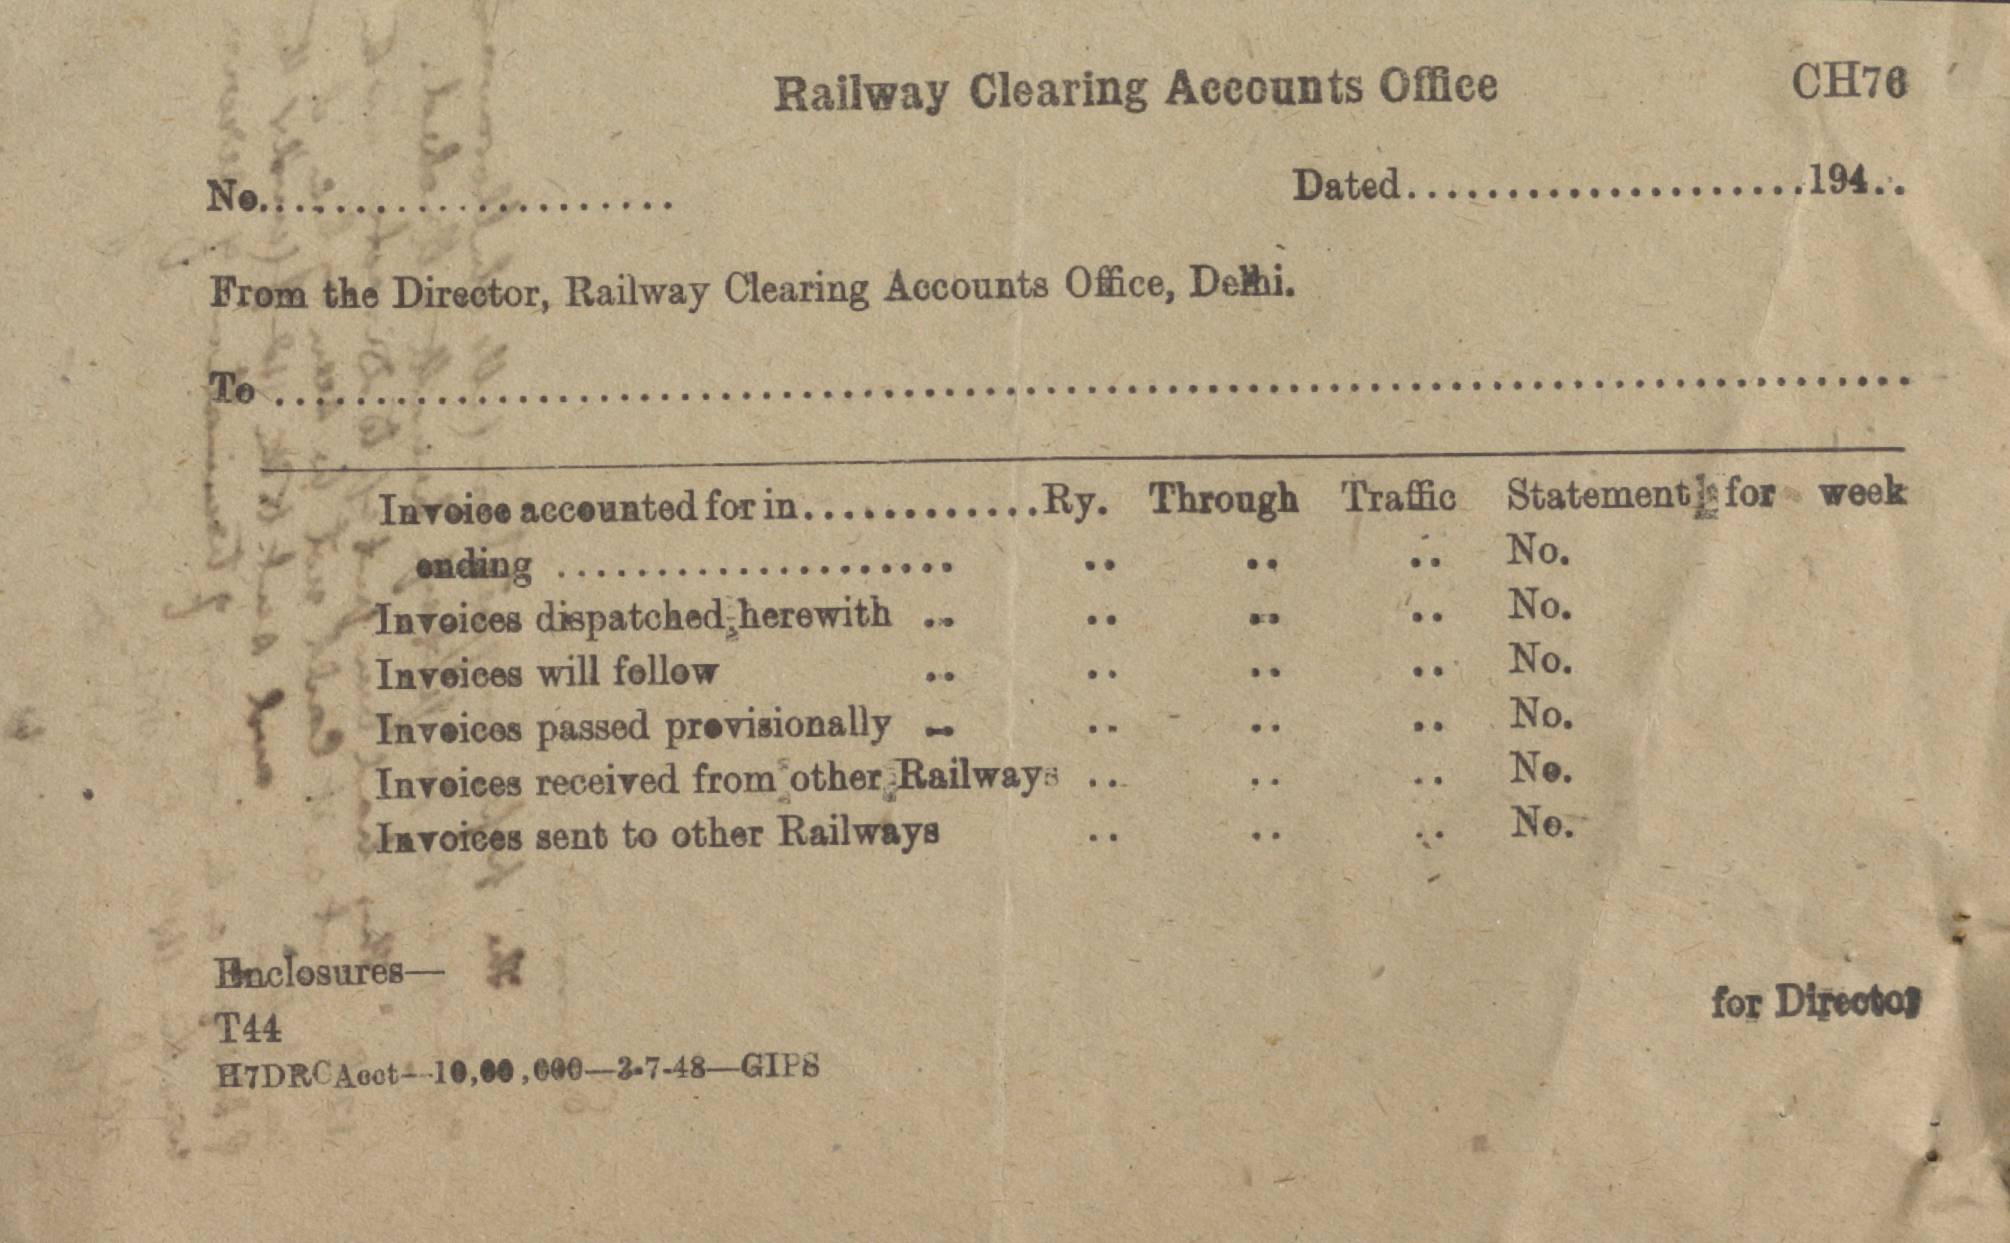 Railway Clearing Accounts Office CH76
No....................... Dated....................194..
From the Director, Railway Clearing Accounts Office, Delhi.
To ..................................................................
Invoice accounted for in............Ry. Through Traffic Statement for week
ending .................... .. .. .. No.
Invoices dispatched herewith .. .. .. .. No.
Invoices will follow .. .. .. .. No.
Invoices passed provisionally .. .. .. .. No.
Invoices received from other Railways .. .. .. No.
Invoices sent to other Railways .. .. .. No.
Enclosures—
for Director
T44
H7DRCAcct—10,00,000—2-7-48—GIPS